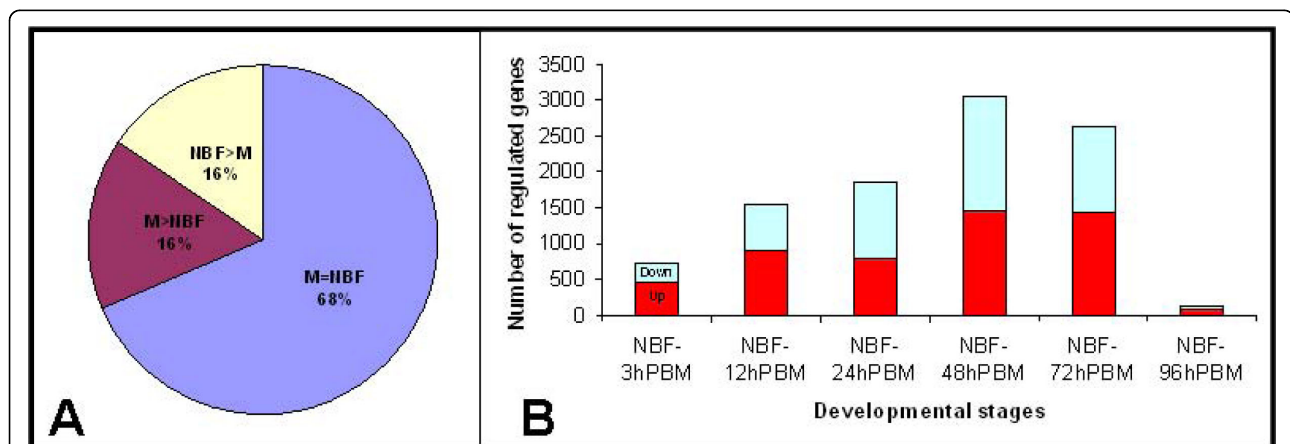 NBF>M
16%
M>NBF
16%
M=NBF
68%
A
Number of regulated genes
3500
3000
2500
2000
1500
1000
500
0
Down
Up
NBF-
3hPBM
NBF-
12hPBM
NBF-
24hPBM
NBF-
48hPBM
NBF-
72hPBM
NBF-
96hPBM
Developmental stages
B